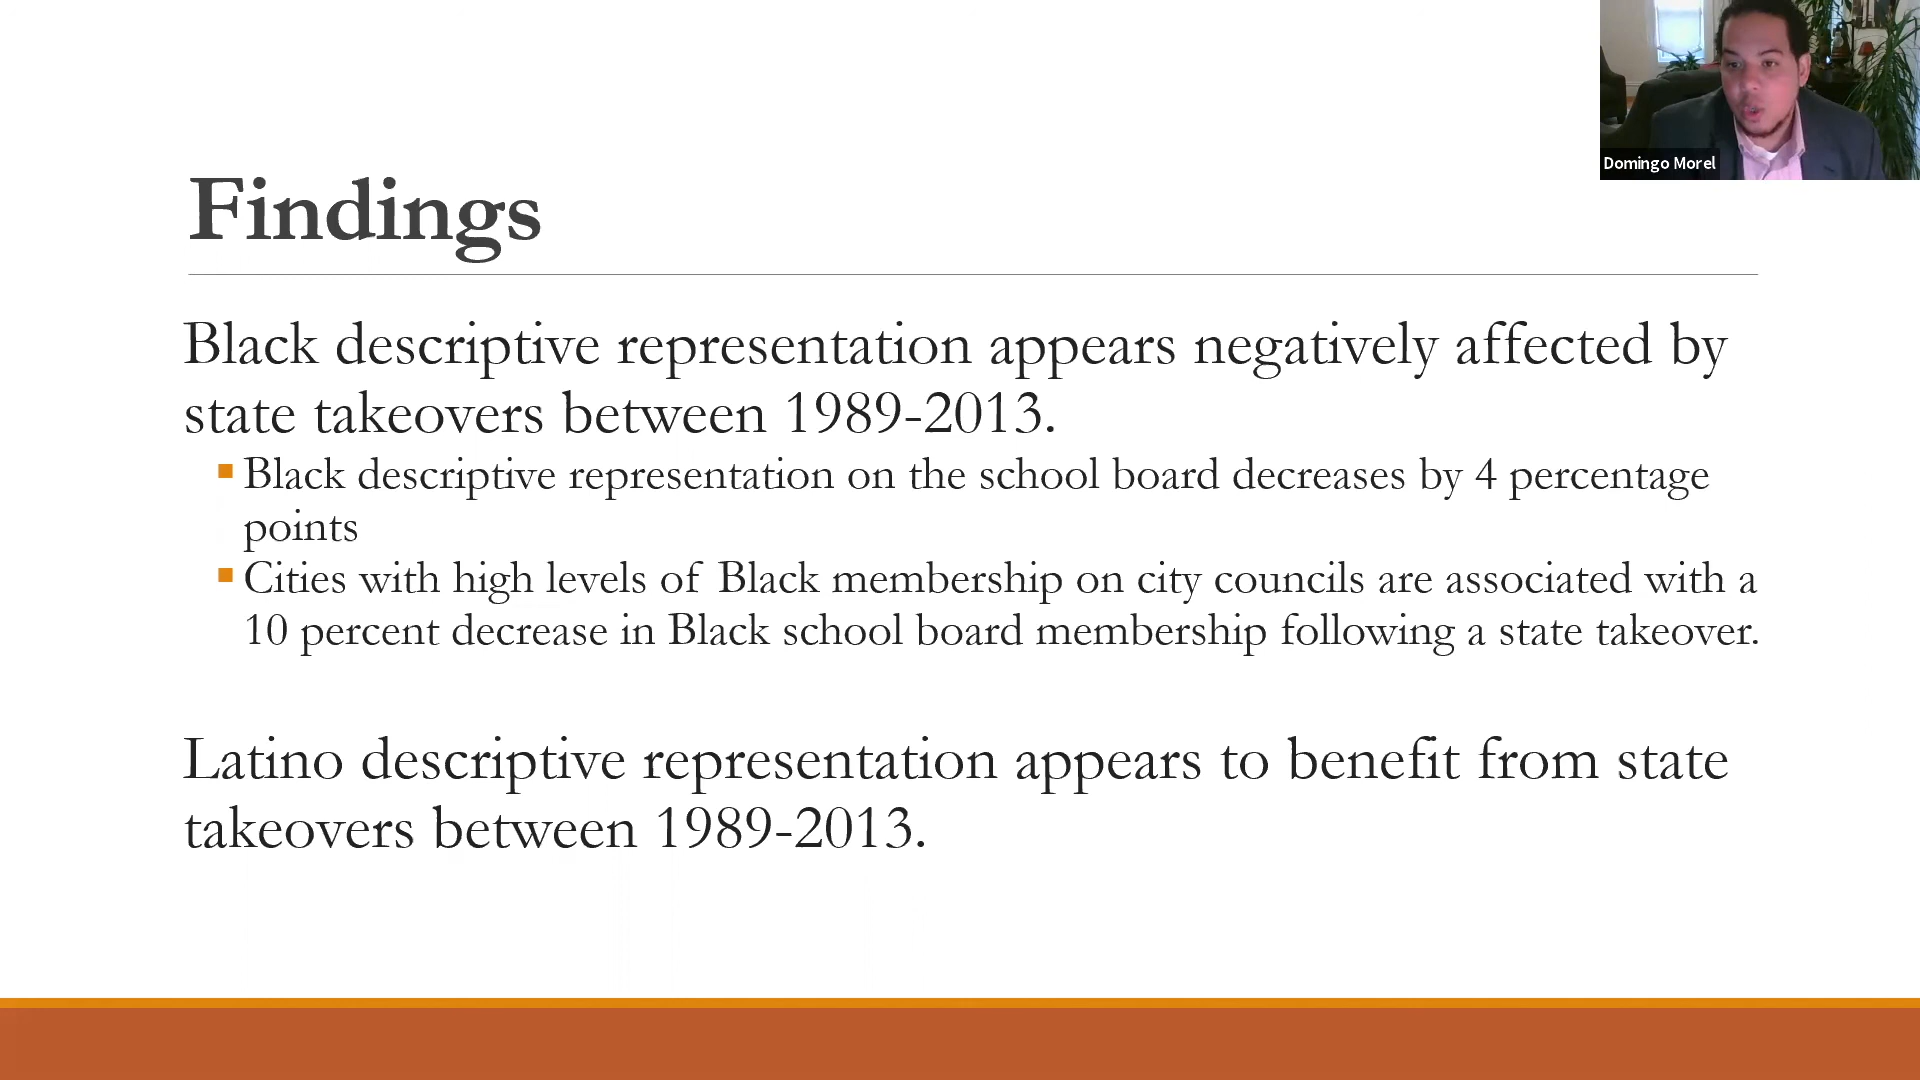 Domingo Morel
Findings
Black descriptive representation appears negatively affected by
state takeovers between 1989-2013.
Black descriptive representation on the school board decreases by 4 percentage
points
Cities with high levels of Black membership on city councils are associated with a
10 percent decrease in Black school board membership following a state takeover.
Latino descriptive representation appears to benefit from state
takeovers between 1989-2013.